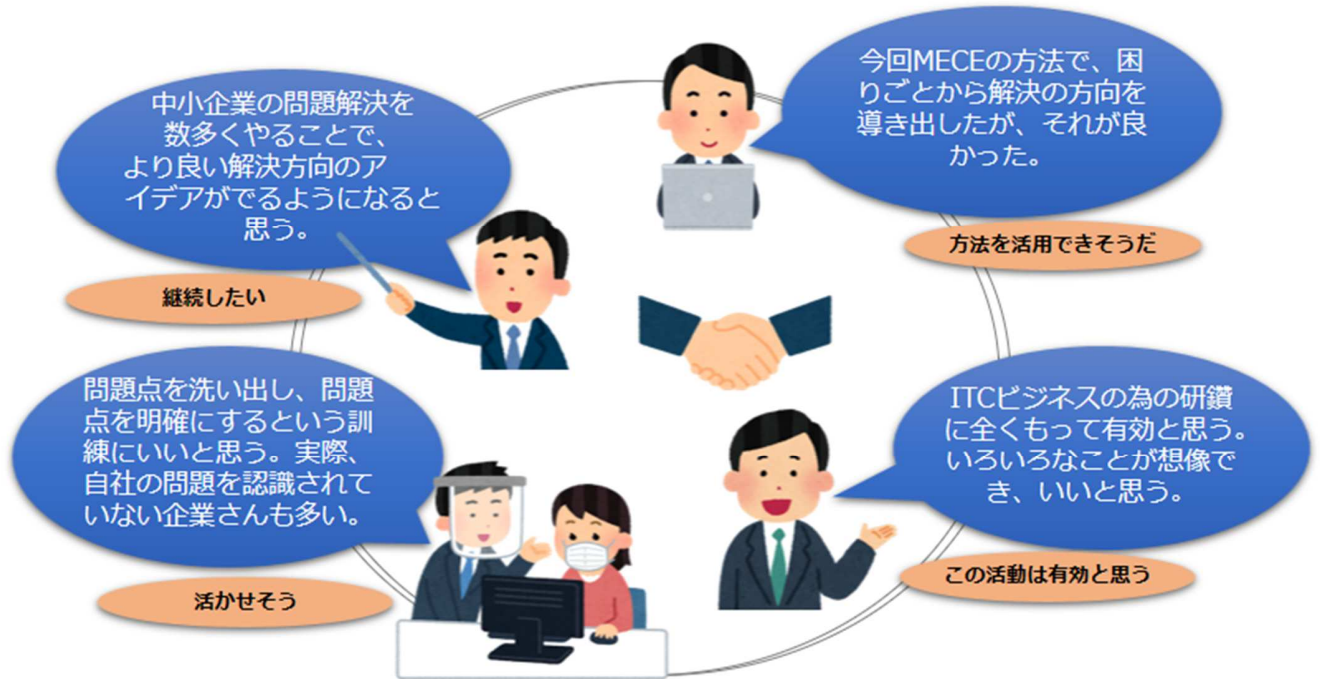 中小企業の問題解決を
数多くやることで、
より良い解決方向のア
イデアがでるようになると
思う。
継続したい
今回MECEの方法で、困
りごとから解決の方向を
導き出したが、それが良
かった。
方法を活用できそうだ
問題点を洗い出し、問題
点を明確にするという訓
練にいいと思う。実際、
自社の問題を認識されて
いない企業さんも多い。
活かせそう
ITCビジネスの為の研鑽
に全くもって有効と思う。
いろいろなことが想像で
き、いいと思う。
この活動は有効と思う